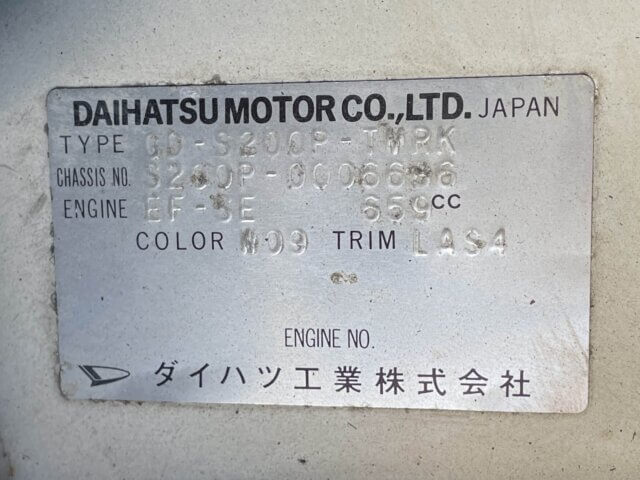 DAIHATSU MOTOR CO.,LTD. JAPAN
TYPE GD-S200P-TMRK
CHASSIS NO. S200P-0006696
ENGINE EF-SE 659CC
COLOR W09 TRIM LAS4
ENGINE NO.
ダイハツ工業株式会社